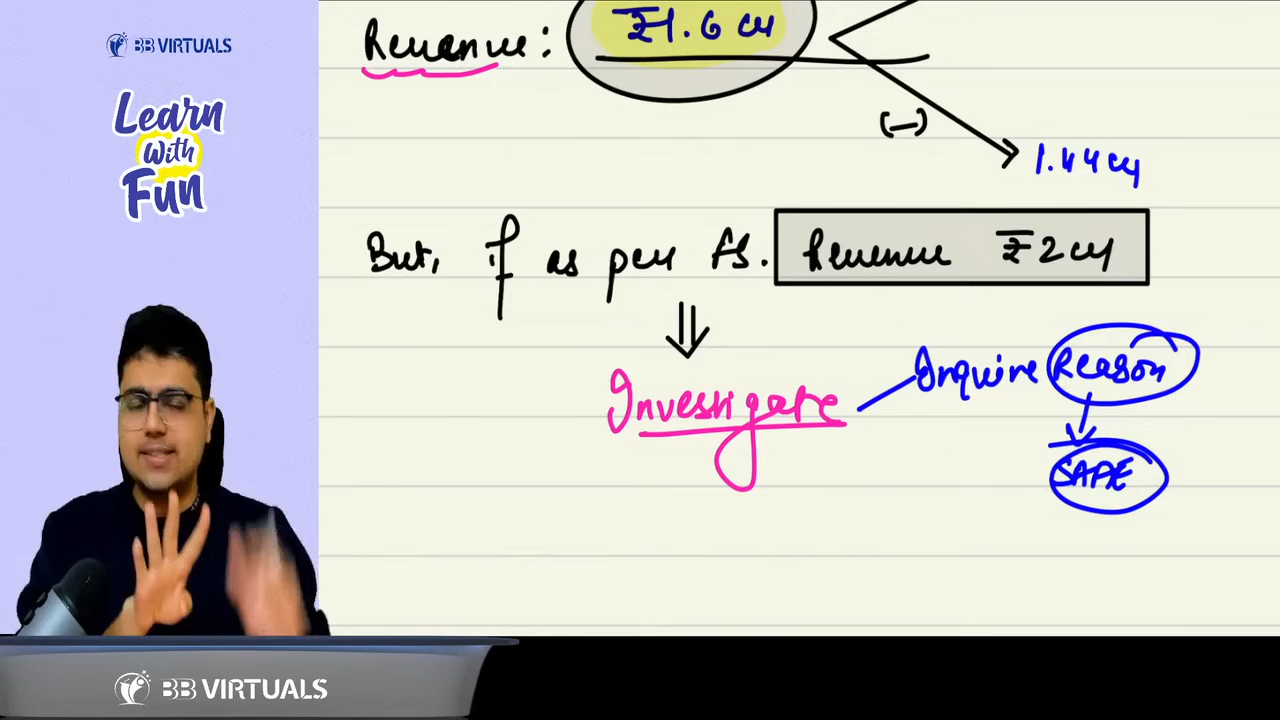 BB VIRTUALS
Learn
With
Fun
Revenue: ₹1.6 cr
(-)
1.44 cr
But, if as per FS. Revenue ₹2 cr
Investigate
Inquire Reason
SAPE
BB VIRTUALS